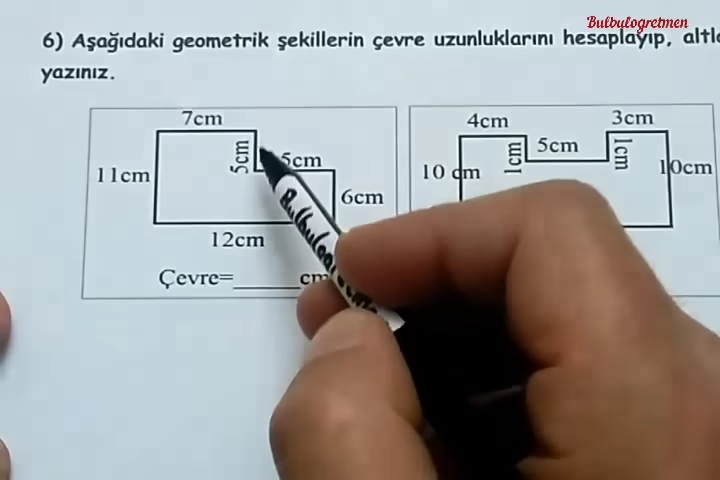 Bulbulogretmen
6) Aşağıdaki geometrik şekillerin çevre uzunluklarını hesaplayıp,
yazınız.
7cm
5cm
5cm
11cm
6cm
12cm
Çevre=______cm
4cm
3cm
1cm
5cm
1cm
10 cm
10cm